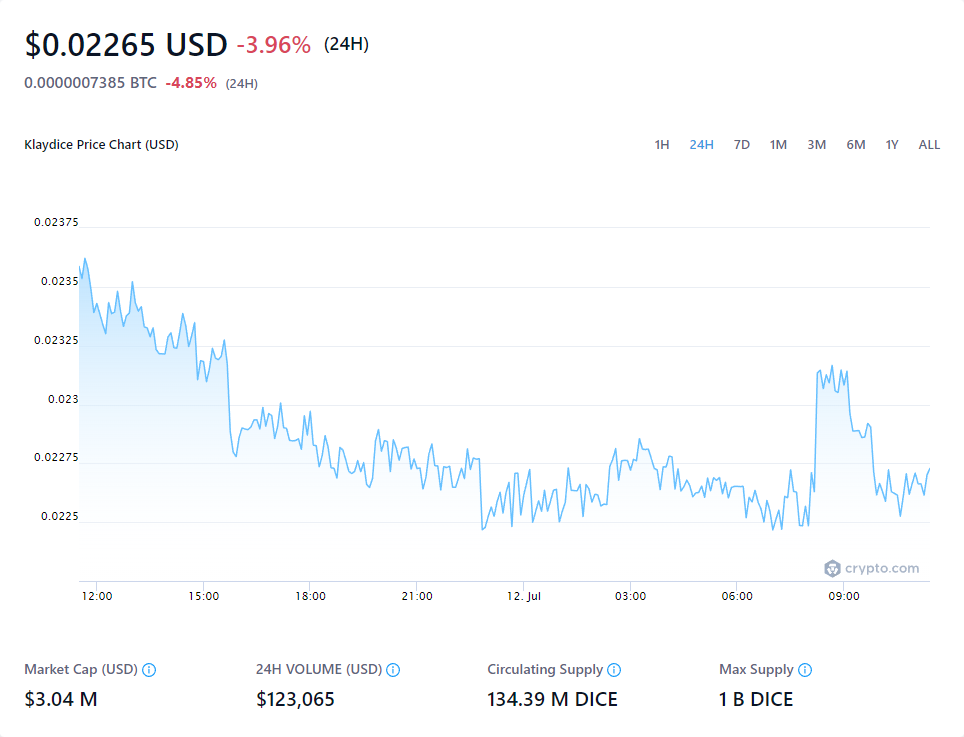 $0.02265 USD -3.96% (24H)
0.0000007385 BTC -4.85% (24H)
Klaydice Price Chart (USD)
1H 24H 7D 1M 3M 6M 1Y ALL
0.02375
0.0235
0.02325
0.023
0.02275
0.0225
crypto.com
12:00 15:00 18:00 21:00 12. Jul 03:00 06:00 09:00
Market Cap (USD) 24H VOLUME (USD) Circulating Supply Max Supply
$3.04 M $123,065 134.39 M DICE 1 B DICE